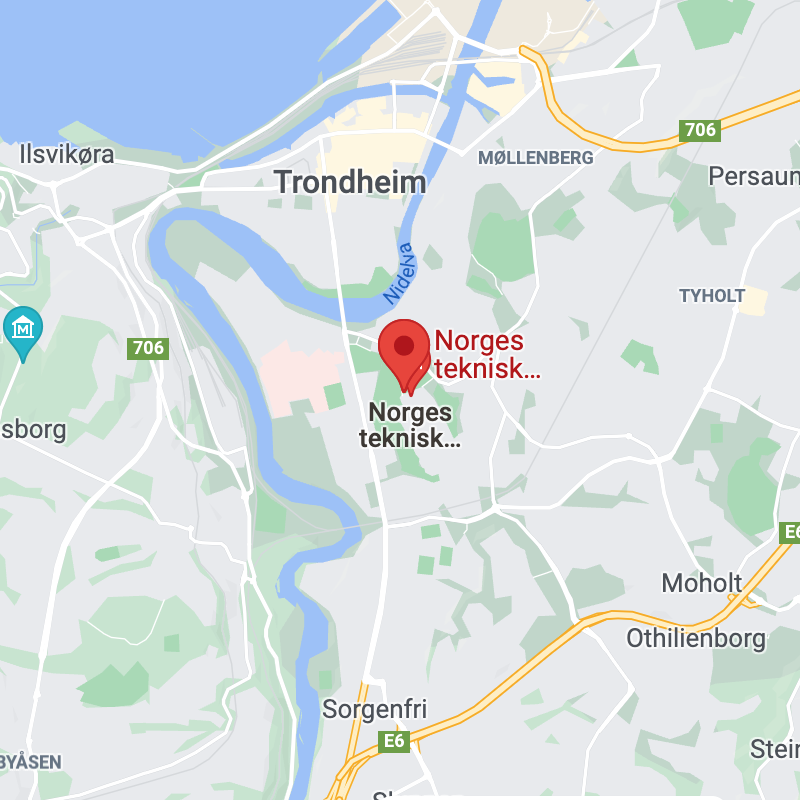 Ilsvikøra
706
MØLLENBERG
Persaun
Trondheim
Nidelva
TYHOLT
706
Norges
teknisk...
Norges
teknisk...
sborg
E6
Moholt
Othilienborg
Sorgenfri
E6
Stein
BYÅSEN